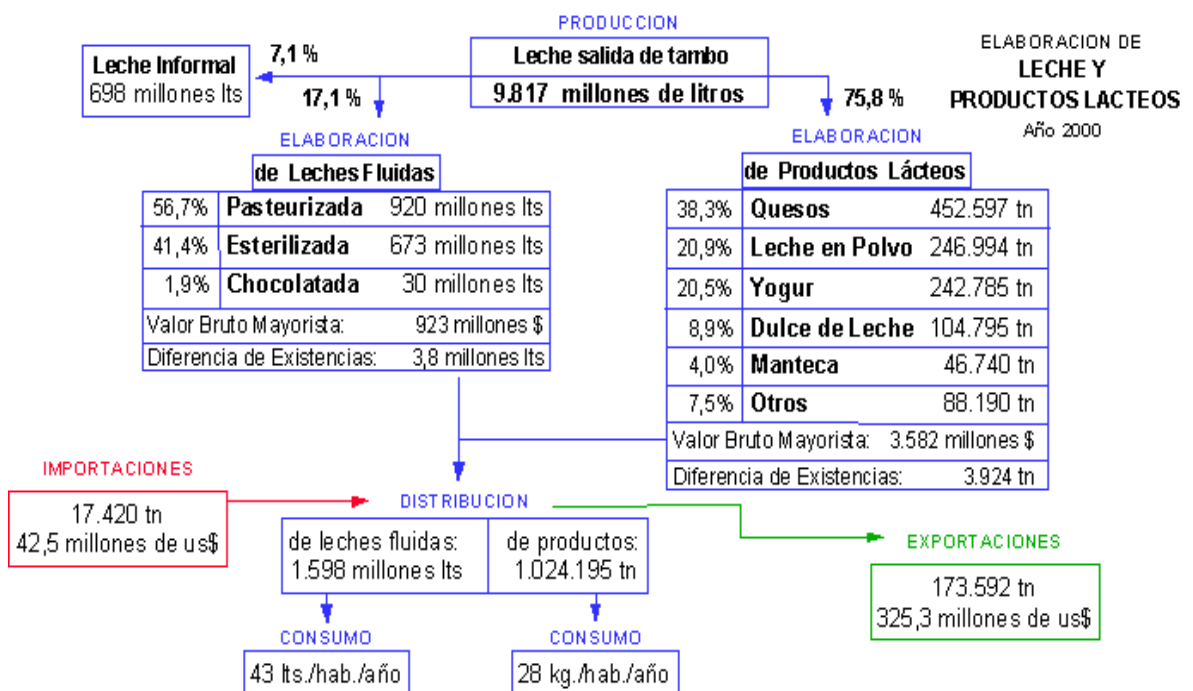 PRODUCCION
Leche salida de tambo
9.817 millones de litros
ELABORACION DE
LECHE Y
PRODUCTOS LACTEOS
Año 2000
Leche Informal
698 millones lts
7,1 %
17,1 %
75,8 %
ELABORACION
de Leches Fluidas
56,7% Pasteurizada 920 millones lts
41,4% Esterilizada 673 millones lts
1,9% Chocolatada 30 millones lts
Valor Bruto Mayorista: 923 millones $
Diferencia de Existencias: 3,8 millones lts
ELABORACION
de Productos Lácteos
38,3% Quesos 452.597 tn
20,9% Leche en Polvo 246.994 tn
20,5% Yogur 242.785 tn
8,9% Dulce de Leche 104.795 tn
4,0% Manteca 46.740 tn
7,5% Otros 88.190 tn
Valor Bruto Mayorista: 3.582 millones $
Diferencia de Existencias: 3.924 tn
IMPORTACIONES
17.420 tn
42,5 millones de us$
DISTRIBUCION
de leches fluidas:
1.598 millones lts
de productos:
1.024.195 tn
EXPORTACIONES
173.592 tn
325,3 millones de us$
CONSUMO
43 lts./hab./año
CONSUMO
28 kg./hab./año